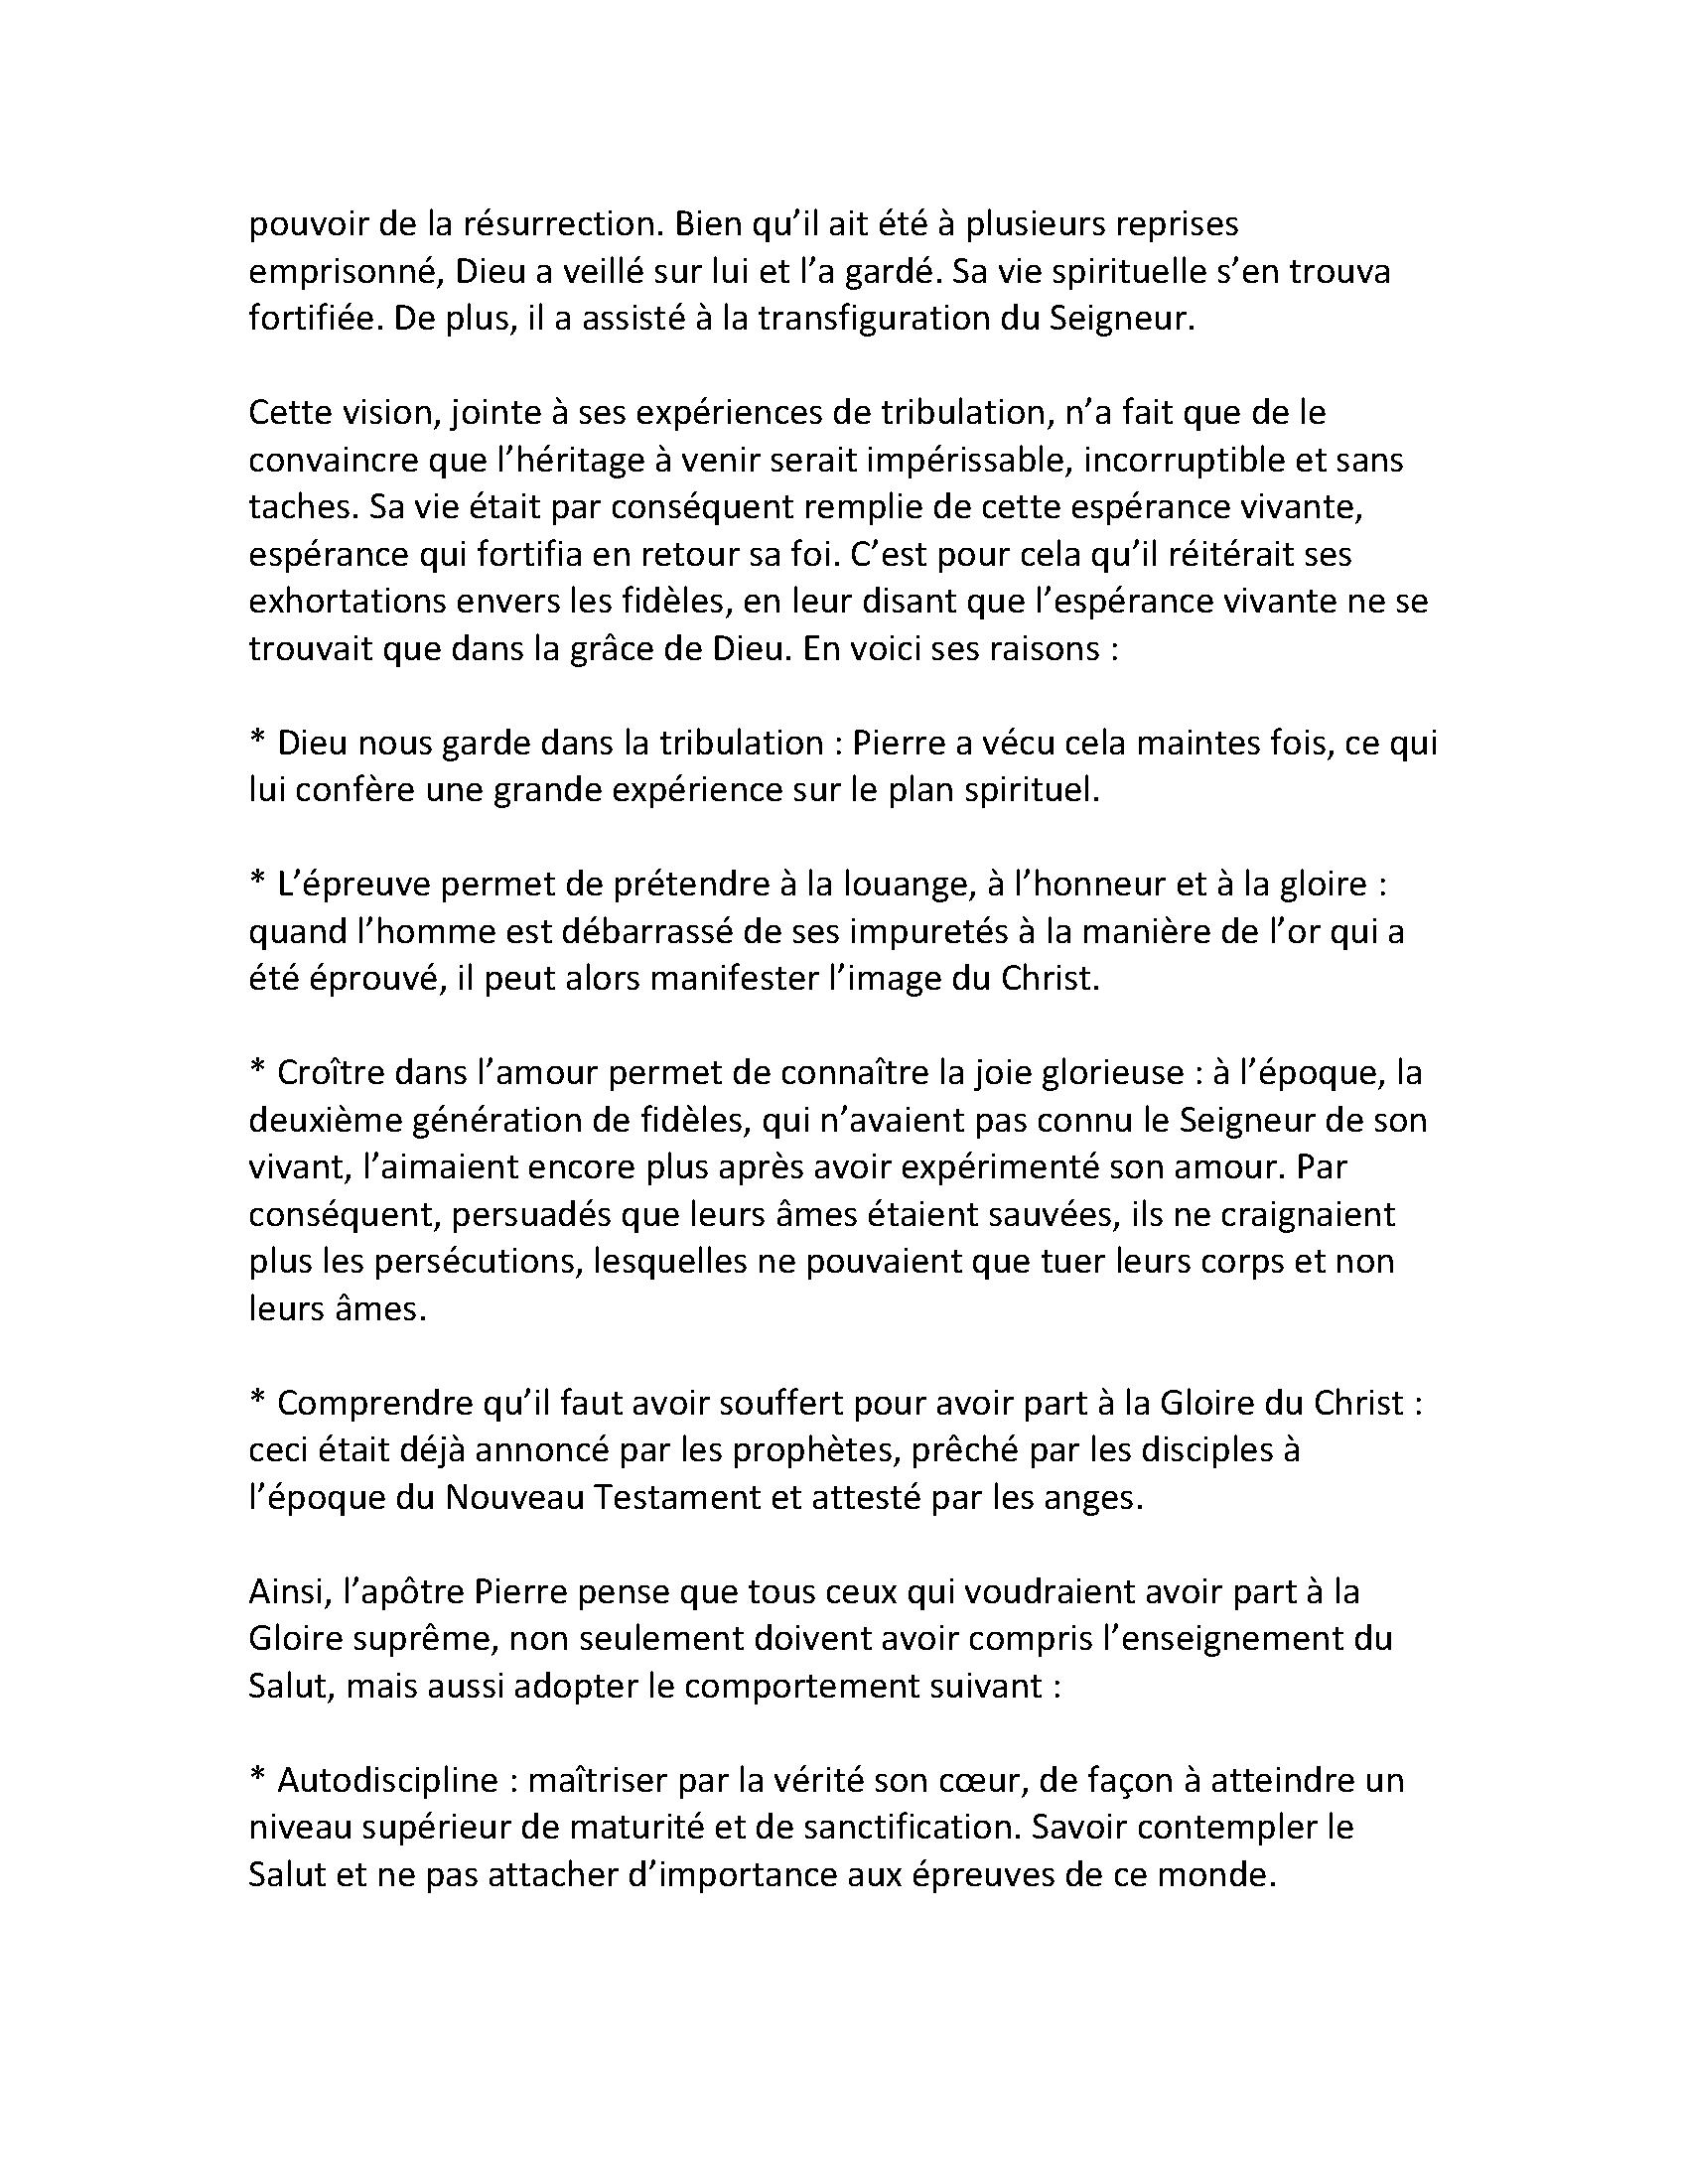 pouvoir de la résurrection. Bien qu’il ait été à plusieurs reprises
emprisonné, Dieu a veillé sur lui et l’a gardé. Sa vie spirituelle s’en trouva
fortifiée. De plus, il a assisté à la transfiguration du Seigneur.
Cette vision, jointe à ses expériences de tribulation, n’a fait que de le
convaincre que l’héritage à venir serait impérissable, incorruptible et sans
taches. Sa vie était par conséquent remplie de cette espérance vivante,
espérance qui fortifia en retour sa foi. C’est pour cela qu’il réitérait ses
exhortations envers les fidèles, en leur disant que l’espérance vivante ne se
trouvait que dans la grâce de Dieu. En voici ses raisons :
* Dieu nous garde dans la tribulation : Pierre a vécu cela maintes fois, ce qui
lui confère une grande expérience sur le plan spirituel.
* L’épreuve permet de prétendre à la louange, à l’honneur et à la gloire :
quand l’homme est débarrassé de ses impuretés à la manière de l’or qui a
été éprouvé, il peut alors manifester l’image du Christ.
* Croître dans l’amour permet de connaître la joie glorieuse : à l’époque, la
deuxième génération de fidèles, qui n’avaient pas connu le Seigneur de son
vivant, l’aimaient encore plus après avoir expérimenté son amour. Par
conséquent, persuadés que leurs âmes étaient sauvées, ils ne craignaient
plus les persécutions, lesquelles ne pouvaient que tuer leurs corps et non
leurs âmes.
* Comprendre qu’il faut avoir souffert pour avoir part à la Gloire du Christ :
ceci était déjà annoncé par les prophètes, prêché par les disciples à
l’époque du Nouveau Testament et attesté par les anges.
Ainsi, l’apôtre Pierre pense que tous ceux qui voudraient avoir part à la
Gloire suprême, non seulement doivent avoir compris l’enseignement du
Salut, mais aussi adopter le comportement suivant :
* Autodiscipline : maîtriser par la vérité son cœur, de façon à atteindre un
niveau supérieur de maturité et de sanctification. Savoir contempler le
Salut et ne pas attacher d’importance aux épreuves de ce monde.